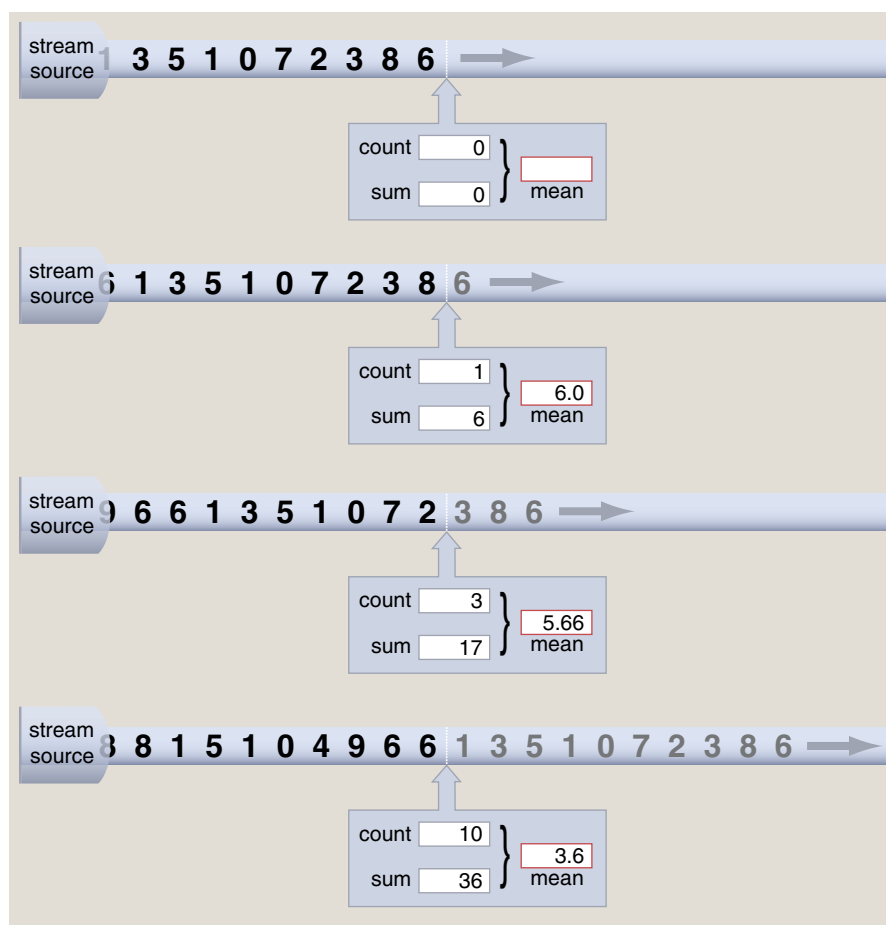 stream
source
1 3 5 1 0 7 2 3 8 6
count 0
sum 0
mean
stream
source
6 1 3 5 1 0 7 2 3 8 6
count 1
6.0
sum 6
mean
stream
source
9 6 6 1 3 5 1 0 7 2 3 8 6
count 3
5.66
sum 17
mean
stream
source
8 8 1 5 1 0 4 9 6 6 1 3 5 1 0 7 2 3 8 6
count 10
3.6
sum 36
mean